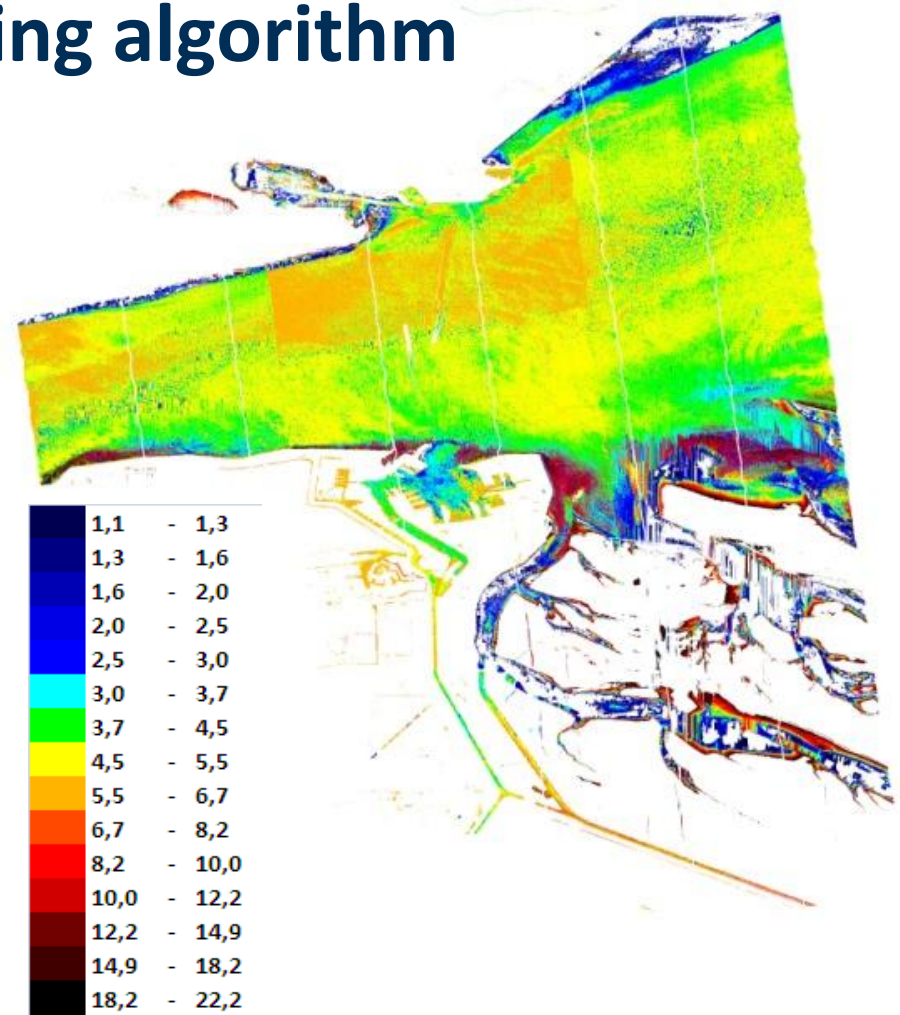 ing algorithm
1,1 - 1,3
1,3 - 1,6
1,6 - 2,0
2,0 - 2,5
2,5 - 3,0
3,0 - 3,7
3,7 - 4,5
4,5 - 5,5
5,5 - 6,7
6,7 - 8,2
8,2 - 10,0
10,0 - 12,2
12,2 - 14,9
14,9 - 18,2
18,2 - 22,2